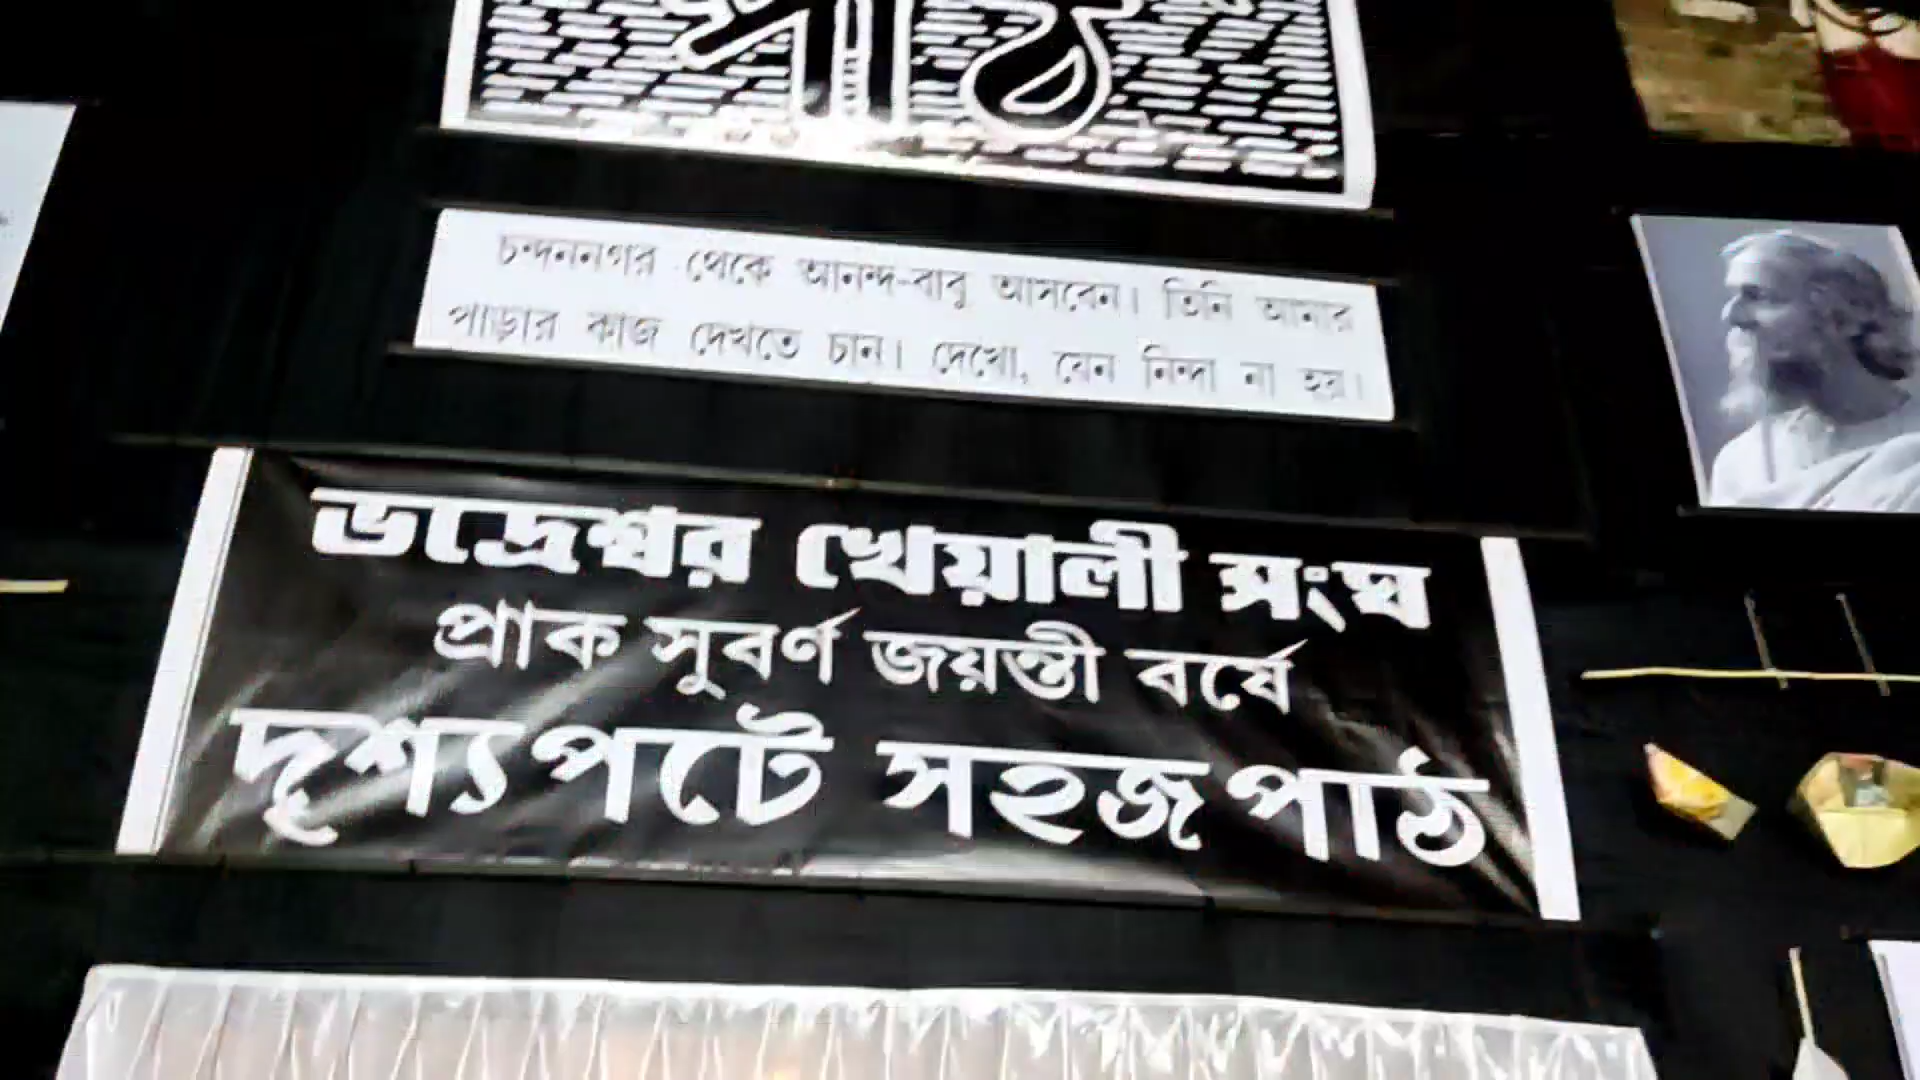 পাঠ
চন্দননগর থেকে আনন্দ-বাবু আসবেন। তিনি আমার
পাড়ার কাজ দেখতে চান। দেখো, যেন নিন্দা না হয়।
ভদ্রেশ্বর খেয়ালী সংঘ
প্রাক সুবর্ণ জয়ন্তী বর্ষে
দৃশ্যপটে সহজপাঠ